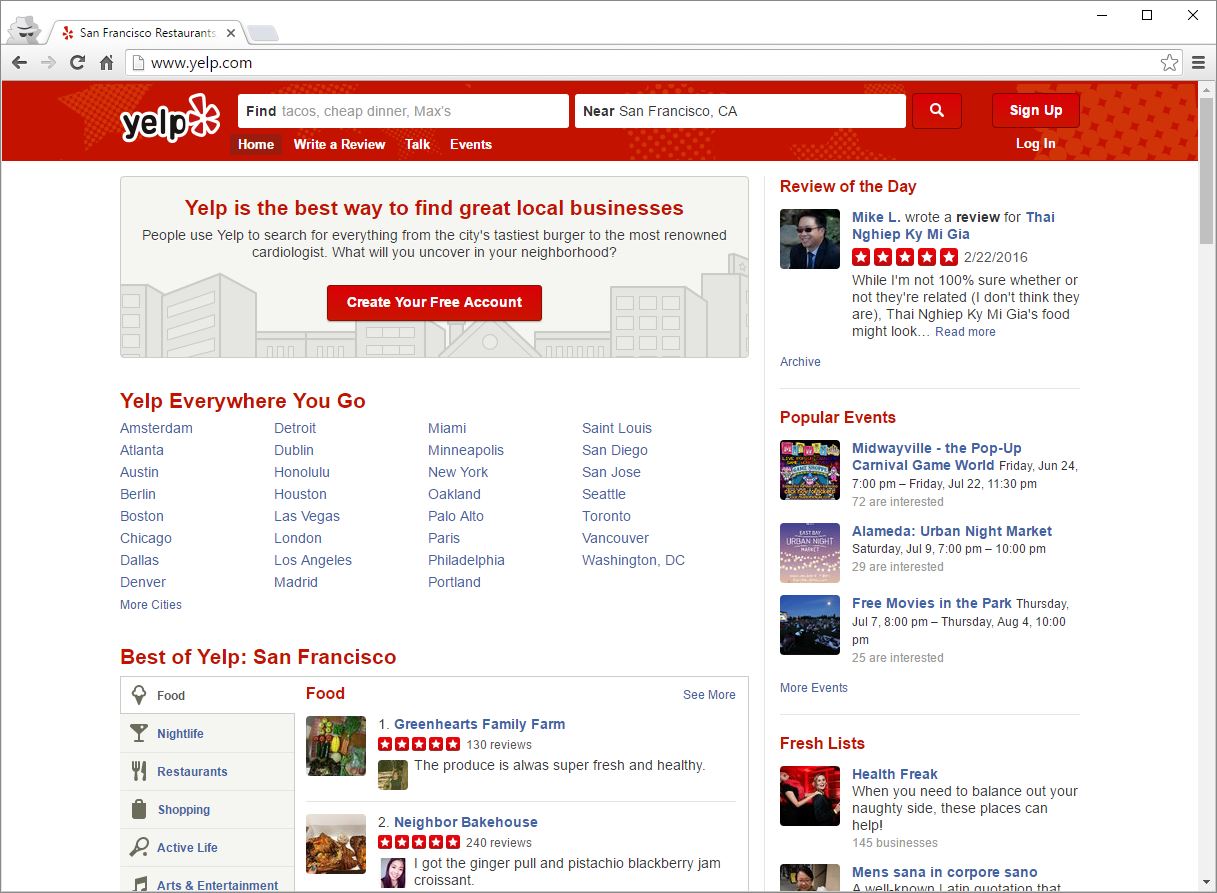 San Francisco Restaurants
www.yelp.com
yelp
Find tacos, cheap dinner, Max's
Near San Francisco, CA
Sign Up
Home
Write a Review
Talk
Events
Log In
Yelp is the best way to find great local businesses
People use Yelp to search for everything from the city's tastiest burger to the most renowned
cardiologist. What will you uncover in your neighborhood?
Create Your Free Account
Yelp Everywhere You Go
Amsterdam
Atlanta
Austin
Berlin
Boston
Chicago
Dallas
Denver
More Cities
Detroit
Dublin
Honolulu
Houston
Las Vegas
London
Los Angeles
Madrid
Miami
Minneapolis
New York
Oakland
Palo Alto
Paris
Philadelphia
Portland
Saint Louis
San Diego
San Jose
Seattle
Toronto
Vancouver
Washington, DC
Best of Yelp: San Francisco
Food
Nightlife
Restaurants
Shopping
Active Life
Arts & Entertainment
Food
See More
1. Greenhearts Family Farm
130 reviews
The produce is alwas super fresh and healthy.
2. Neighbor Bakehouse
240 reviews
I got the ginger pull and pistachio blackberry jam
croissant.
Review of the Day
Mike L. wrote a review for Thai
Nghiep Ky Mi Gia
2/22/2016
While I'm not 100% sure whether or
not they're related (I don't think they
are), Thai Nghiep Ky Mi Gia's food
might look… Read more
Archive
Popular Events
Midwayville - the Pop-Up
Carnival Game World Friday, Jun 24,
7:00 pm – Friday, Jul 22, 11:30 pm
72 are interested
EAST BAY
URBAN NIGHT
MARKET
Alameda: Urban Night Market
Saturday, Jul 9, 7:00 pm – 10:00 pm
29 are interested
Free Movies in the Park Thursday,
Jul 7, 8:00 pm – Thursday, Aug 4, 10:00
pm
25 are interested
More Events
Fresh Lists
Health Freak
When you need to balance out your
naughty side, these places can
help!
145 businesses
Mens sana in corpore sano
A well-known Latin quotation that